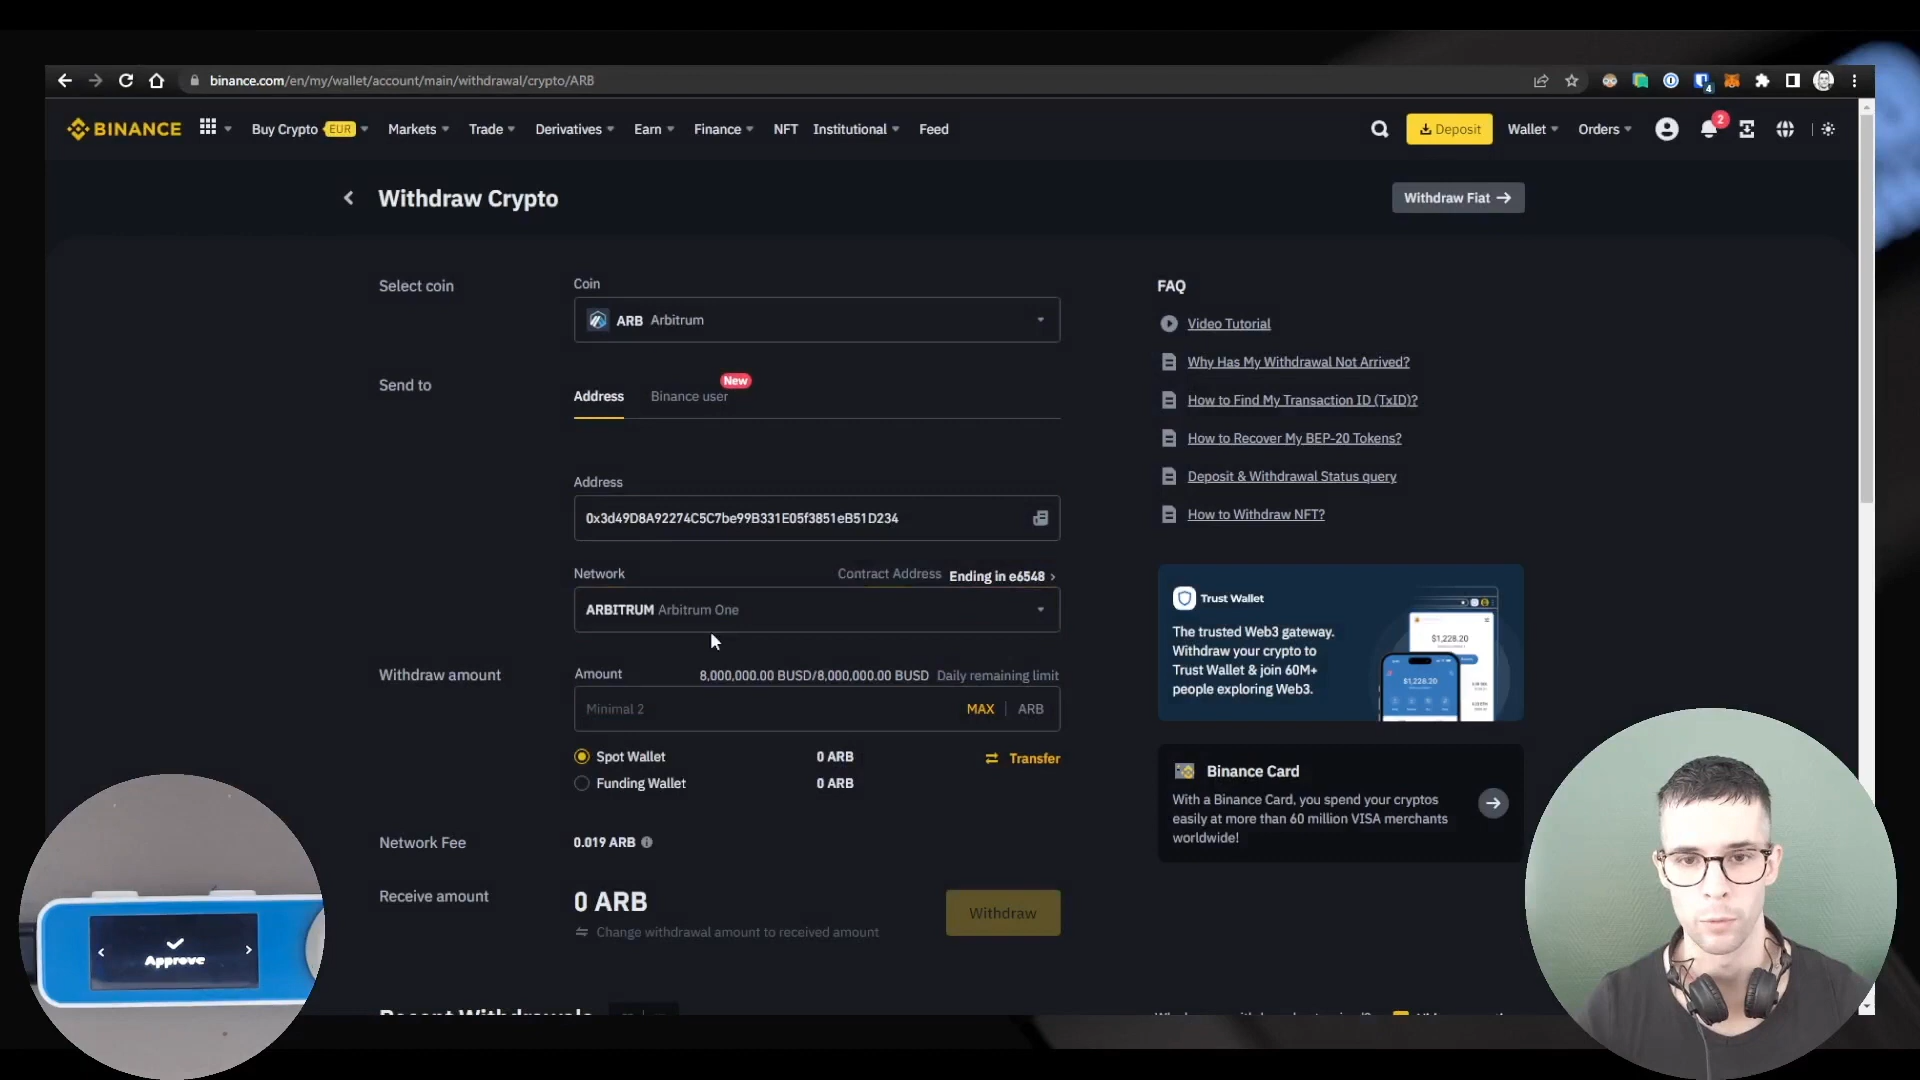 binance.com/en/my/wallet/account/main/withdrawal/crypto/ARB
4
BINANCE
Buy Crypto EUR
Markets
Trade
Derivatives
Earn
Finance
NFT
Institutional
Feed
Deposit
Wallet
Orders
2
Withdraw Crypto
Withdraw Fiat
Select coin
Coin
ARB Arbitrum
Send to
Address
Binance user
New
Address
0x3d49D8A92274C5C7be99B331E05f3851eB51D234
Network
Contract Address Ending in e6548 >
ARBITRUM Arbitrum One
Withdraw amount
Amount
8,000,000.00 BUSD/8,000,000.00 BUSD Daily remaining limit
Minimal 2
MAX | ARB
Spot Wallet 0 ARB
Transfer
Funding Wallet 0 ARB
Network Fee
0.019 ARB
Receive amount
0 ARB
Change withdrawal amount to received amount
Withdraw
FAQ
Video Tutorial
Why Has My Withdrawal Not Arrived?
How to Find My Transaction ID (TxID)?
How to Recover My BEP-20 Tokens?
Deposit & Withdrawal Status query
How to Withdraw NFT?
Trust Wallet
The trusted Web3 gateway.
Withdraw your crypto to
Trust Wallet & join 60M+
people exploring Web3.
$1,228.20
$1,228.20
Binance Card
With a Binance Card, you spend your cryptos
easily at more than 60 million VISA merchants
worldwide!
Approve